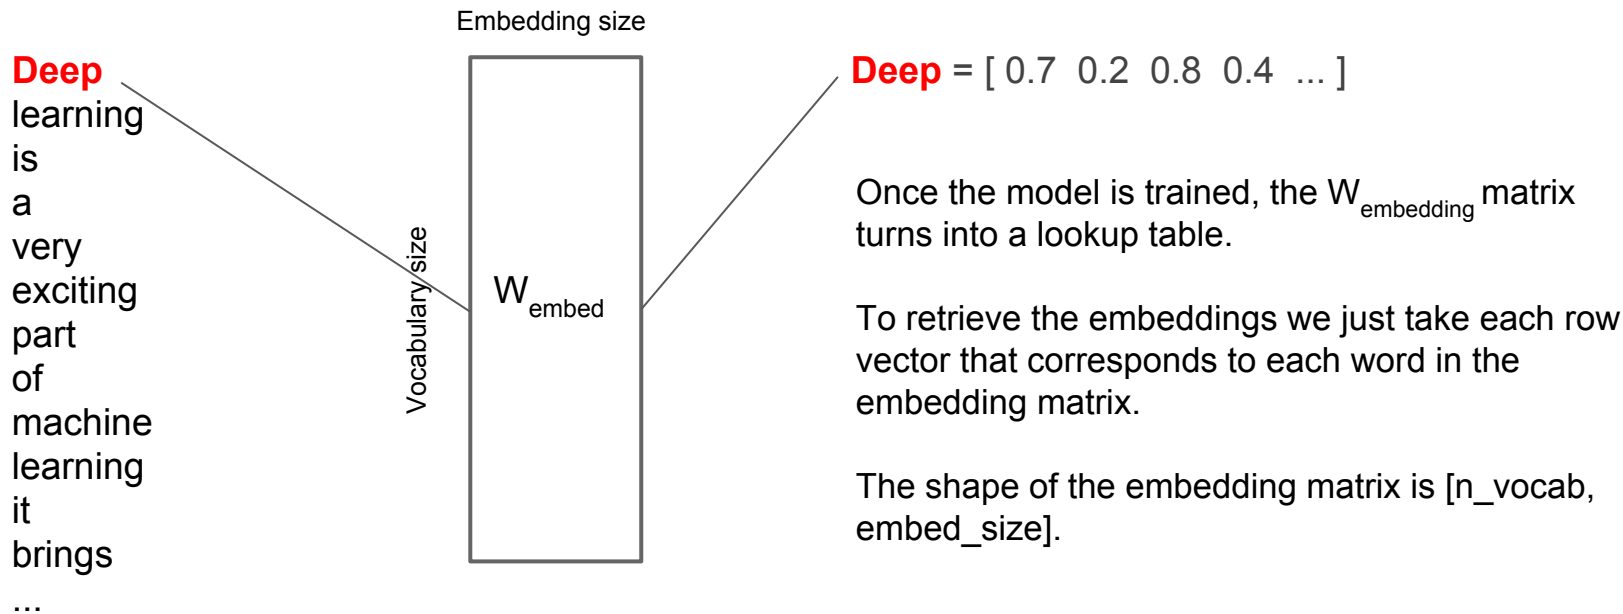 Embedding size
Deep
learning
is
a
very
exciting
part
of
machine
learning
it
brings
...
Vocabulary size
W embed
Deep = [ 0.7 0.2 0.8 0.4 ... ]
Once the model is trained, the W embedding matrix
turns into a lookup table.
To retrieve the embeddings we just take each row
vector that corresponds to each word in the
embedding matrix.
The shape of the embedding matrix is [n_vocab,
embed_size].